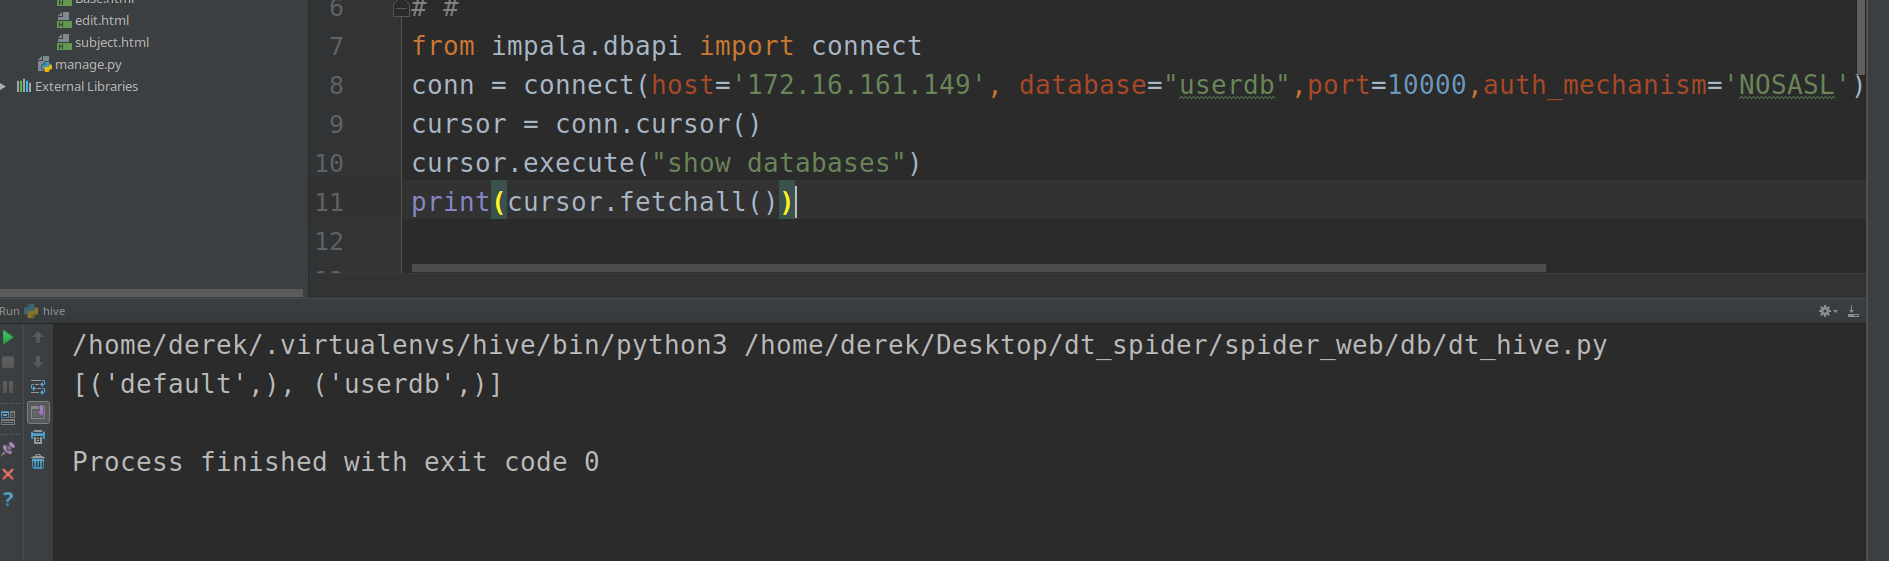 Base.html
edit.html
subject.html
manage.py
External Libraries
6 # #
7 from impala.dbapi import connect
8 conn = connect(host='172.16.161.149', database="userdb",port=10000,auth_mechanism='NOSASL')
9 cursor = conn.cursor()
10 cursor.execute("show databases")
11 print(cursor.fetchall())
12
Run hive
/home/derek/.virtualenvs/hive/bin/python3 /home/derek/Desktop/dt_spider/spider_web/db/dt_hive.py
[('default',), ('userdb',)]
Process finished with exit code 0